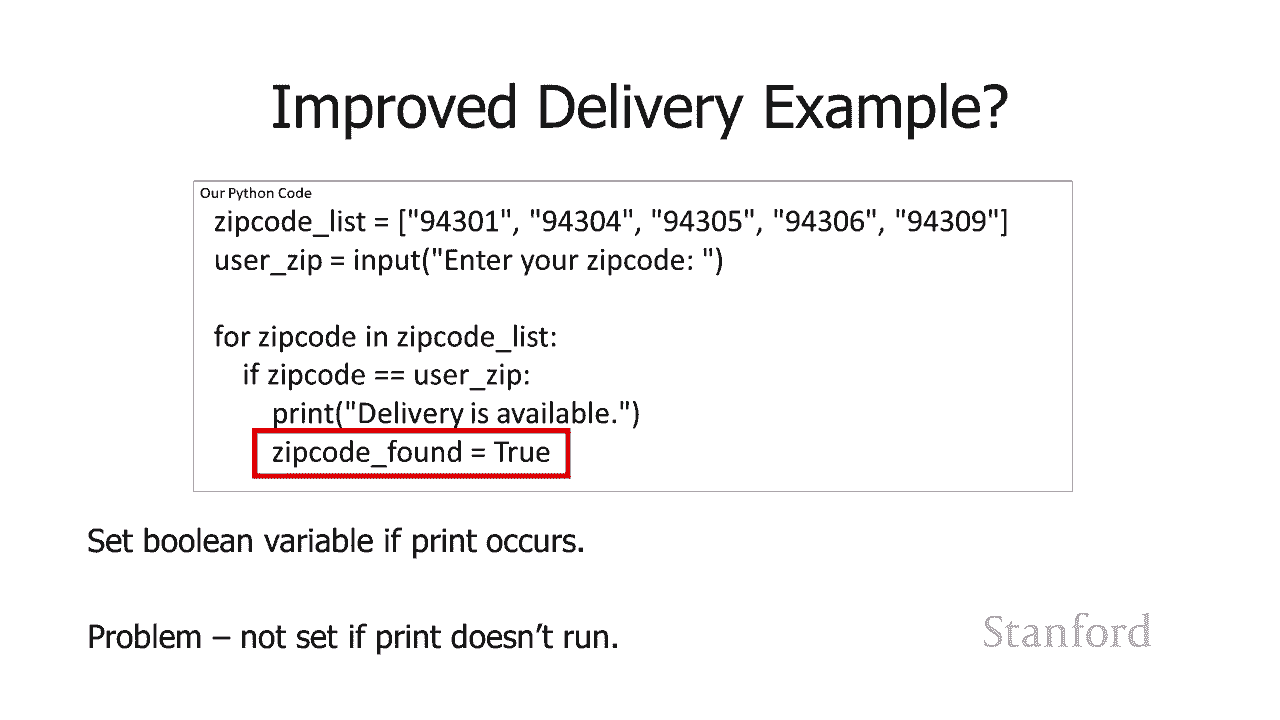 Improved Delivery Example?
Our Python Code
zipcode_list = ["94301", "94304", "94305", "94306", "94309"]
user_zip = input("Enter your zipcode: ")
for zipcode in zipcode_list:
if zipcode == user_zip:
print("Delivery is available.")
zipcode_found = True
Set boolean variable if print occurs.
Problem – not set if print doesn’t run.
Stanford